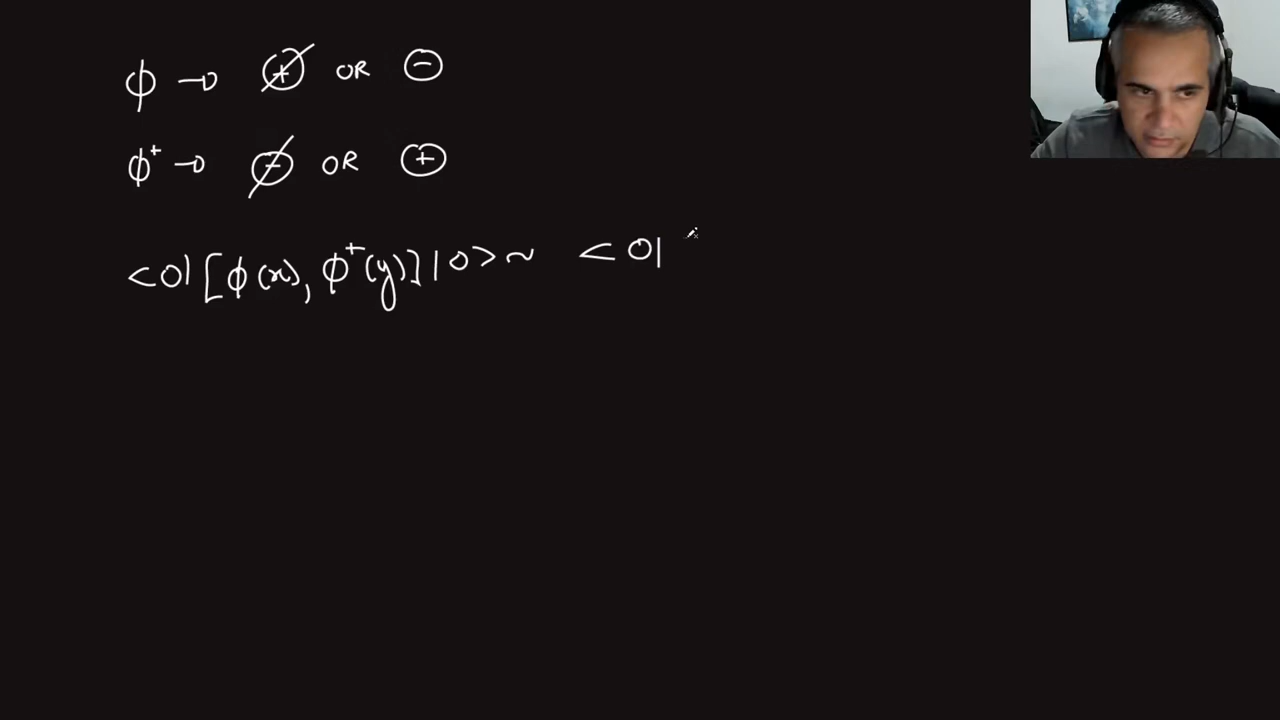 ϕ → ⊕̸ OR ⊖
ϕ⁺ → ⊖̸ OR ⊕
<0|[ϕ(x), ϕ⁺(y)]|0> ~ <0|